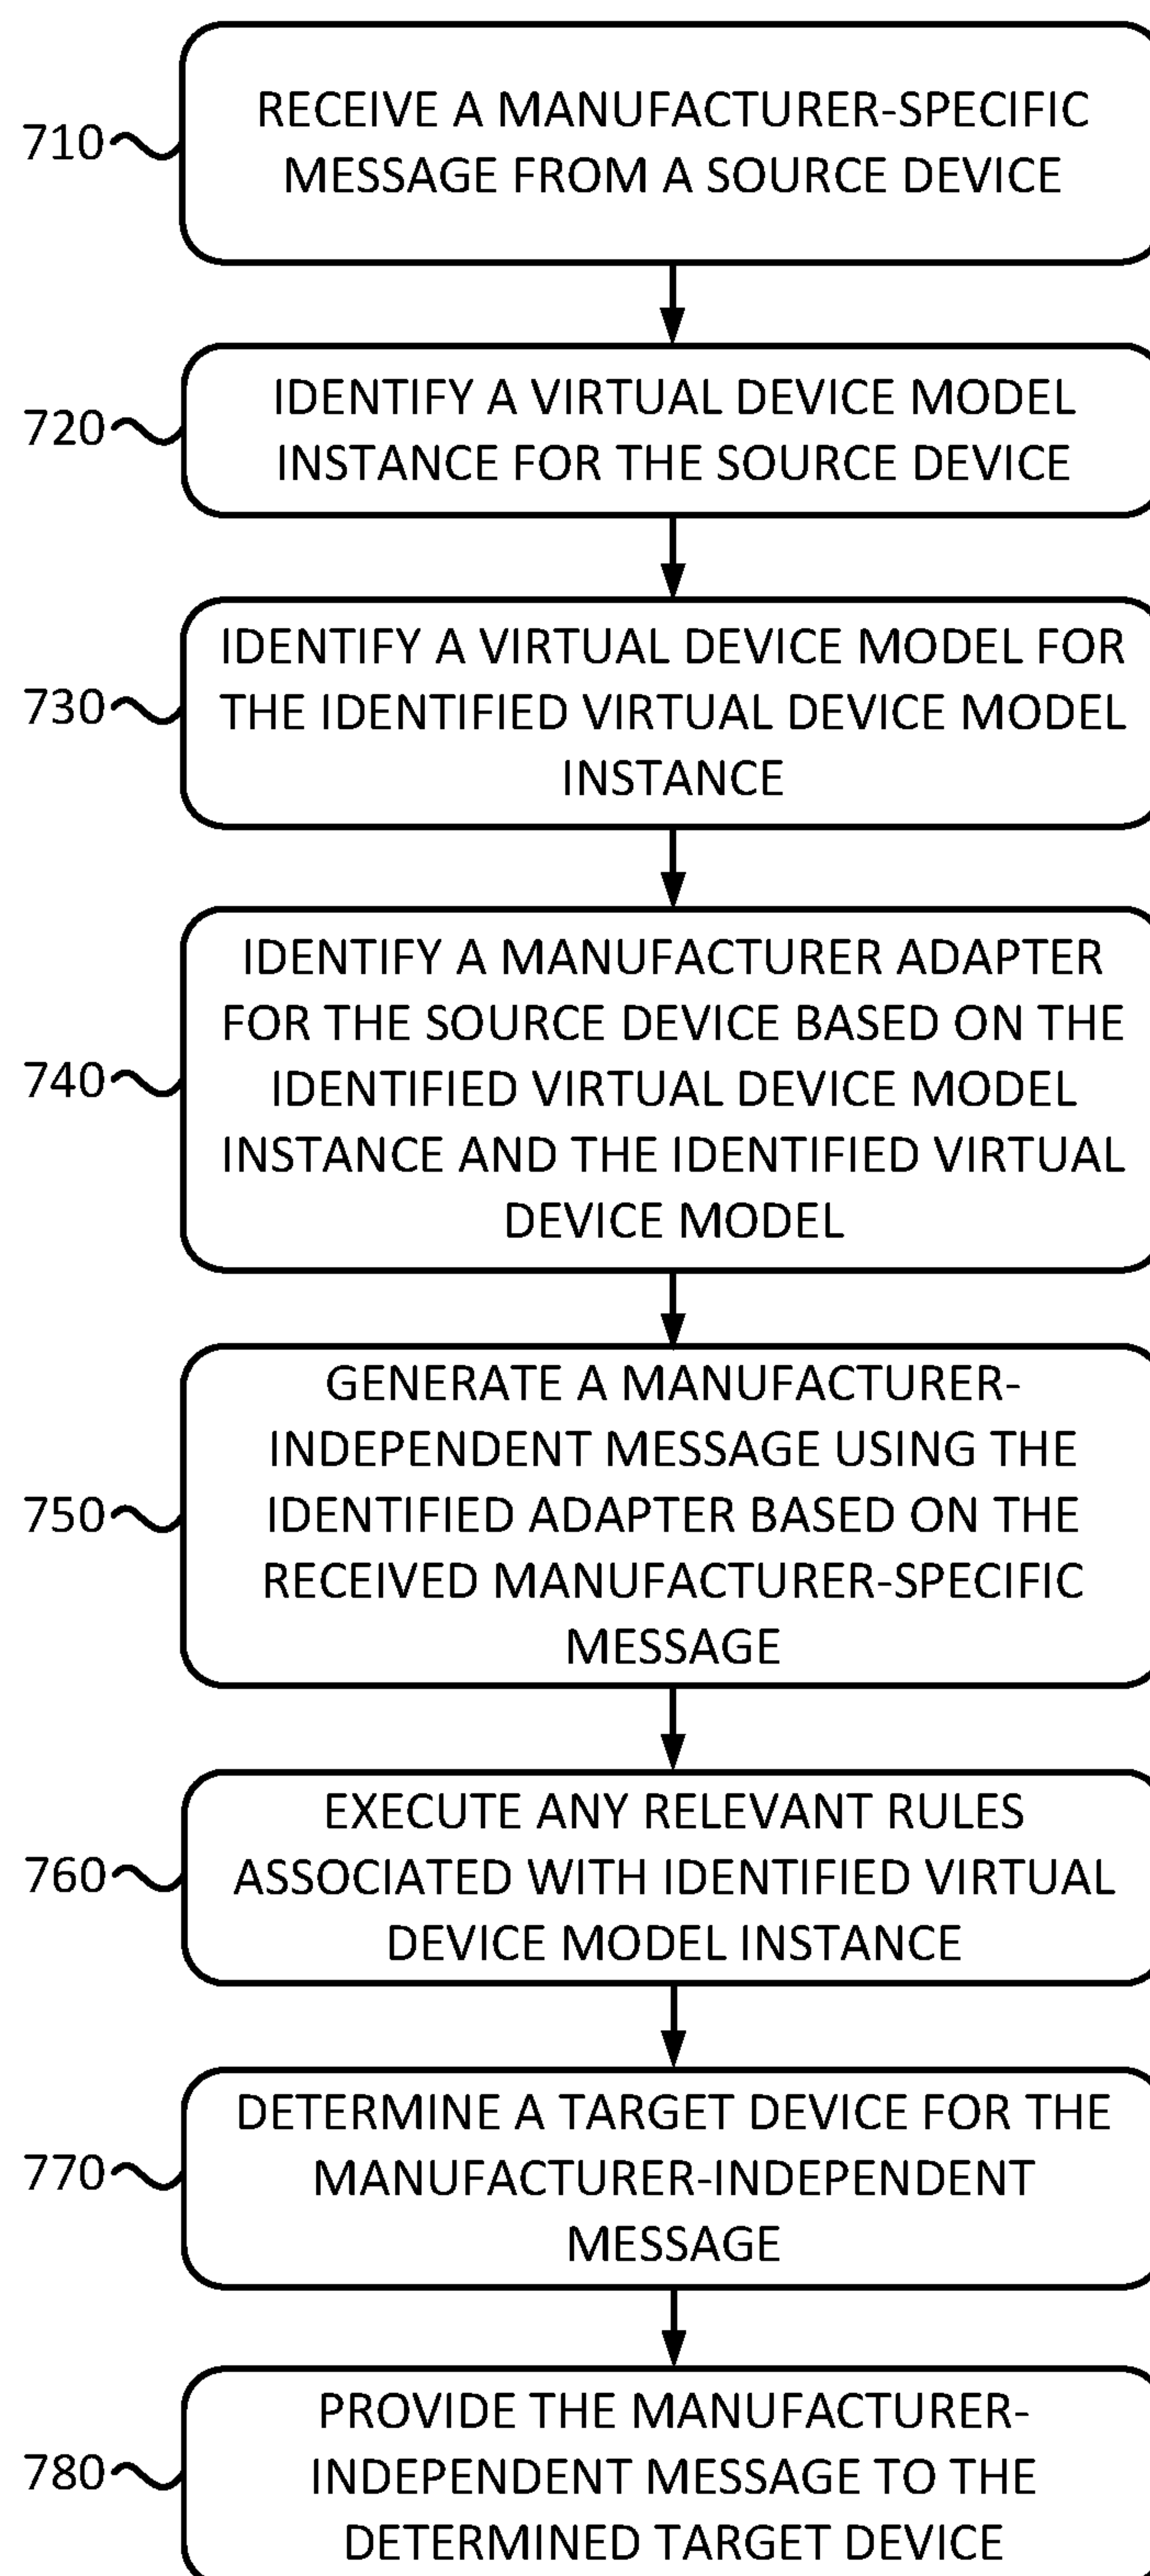 710
RECEIVE A MANUFACTURER-SPECIFIC
MESSAGE FROM A SOURCE DEVICE
720
IDENTIFY A VIRTUAL DEVICE MODEL
INSTANCE FOR THE SOURCE DEVICE
730
IDENTIFY A VIRTUAL DEVICE MODEL FOR
THE IDENTIFIED VIRTUAL DEVICE MODEL
INSTANCE
740
IDENTIFY A MANUFACTURER ADAPTER
FOR THE SOURCE DEVICE BASED ON THE
IDENTIFIED VIRTUAL DEVICE MODEL
INSTANCE AND THE IDENTIFIED VIRTUAL
DEVICE MODEL
750
GENERATE A MANUFACTURER-
INDEPENDENT MESSAGE USING THE
IDENTIFIED ADAPTER BASED ON THE
RECEIVED MANUFACTURER-SPECIFIC
MESSAGE
760
EXECUTE ANY RELEVANT RULES
ASSOCIATED WITH IDENTIFIED VIRTUAL
DEVICE MODEL INSTANCE
770
DETERMINE A TARGET DEVICE FOR THE
MANUFACTURER-INDEPENDENT
MESSAGE
780
PROVIDE THE MANUFACTURER-
INDEPENDENT MESSAGE TO THE
DETERMINED TARGET DEVICE